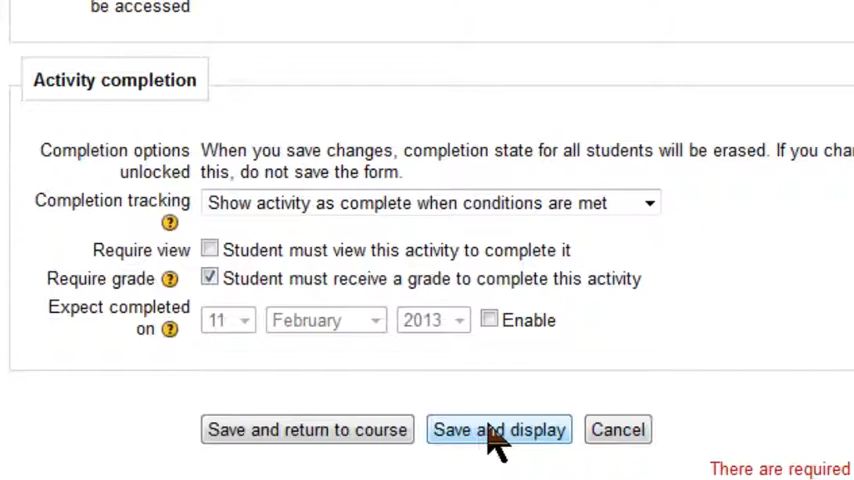 be accessed
Activity completion
Completion options unlocked
When you save changes, completion state for all students will be erased. If you
this, do not save the form.
Completion tracking
Show activity as complete when conditions are met
Require view
Student must view this activity to complete it
Require grade
Student must receive a grade to complete this activity
Expect completed on
11 February 2013 Enable
Save and return to course Save and display Cancel
There are required